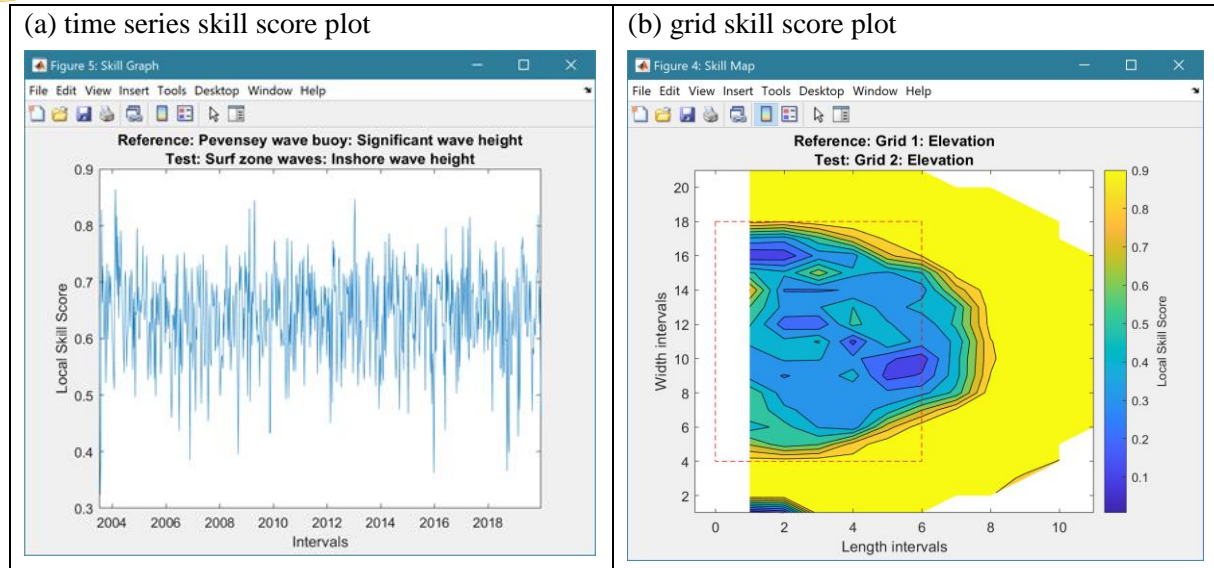 (a) time series skill score plot
Figure 5: Skill Graph
File Edit View Insert Tools Desktop Window Help
Reference: Pevensey wave buoy: Significant wave height
Test: Surf zone waves: Inshore wave height
0.9
0.8
0.7
0.6
0.5
0.4
0.3
Local Skill Score
2004 2006 2008 2010 2012 2014 2016 2018
Intervals
(b) grid skill score plot
Figure 4: Skill Map
File Edit View Insert Tools Desktop Window Help
Reference: Grid 1: Elevation
Test: Grid 2: Elevation
20
18
16
14
12
10
8
6
4
2
Width intervals
0 2 4 6 8 10
Length intervals
0.9
0.8
0.7
0.6
0.5
0.4
0.3
0.2
0.1
Local Skill Score